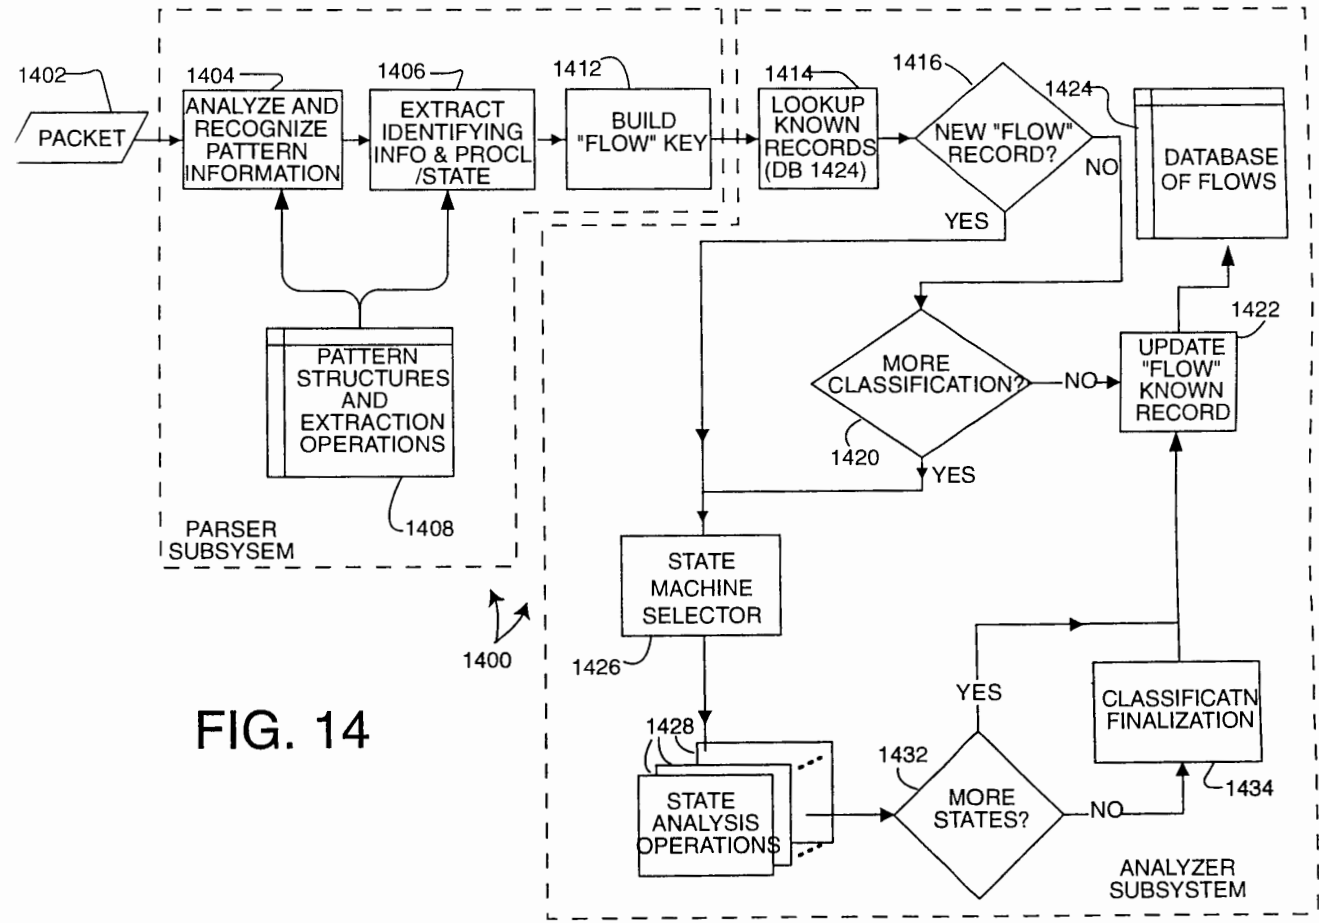 1402
PACKET
1404
ANALYZE AND
RECOGNIZE
PATTERN
INFORMATION
1406
EXTRACT
IDENTIFYING
INFO & PROCL
/STATE
1412
BUILD
"FLOW" KEY
1414
LOOKUP
KNOWN
RECORDS
(DB 1424)
1416
NEW "FLOW"
RECORD?
NO
YES
1424
DATABASE
OF FLOWS
PATTERN
STRUCTURES
AND
EXTRACTION
OPERATIONS
1408
PARSER
SUBSYSEM
MORE
CLASSIFICATION?
NO
1420
YES
1422
UPDATE
"FLOW"
KNOWN
RECORD
STATE
MACHINE
SELECTOR
1426
1400
FIG. 14
1428
STATE
ANALYSIS
OPERATIONS
1432
MORE
STATES?
YES
NO
CLASSIFICATN
FINALIZATION
1434
ANALYZER
SUBSYSTEM